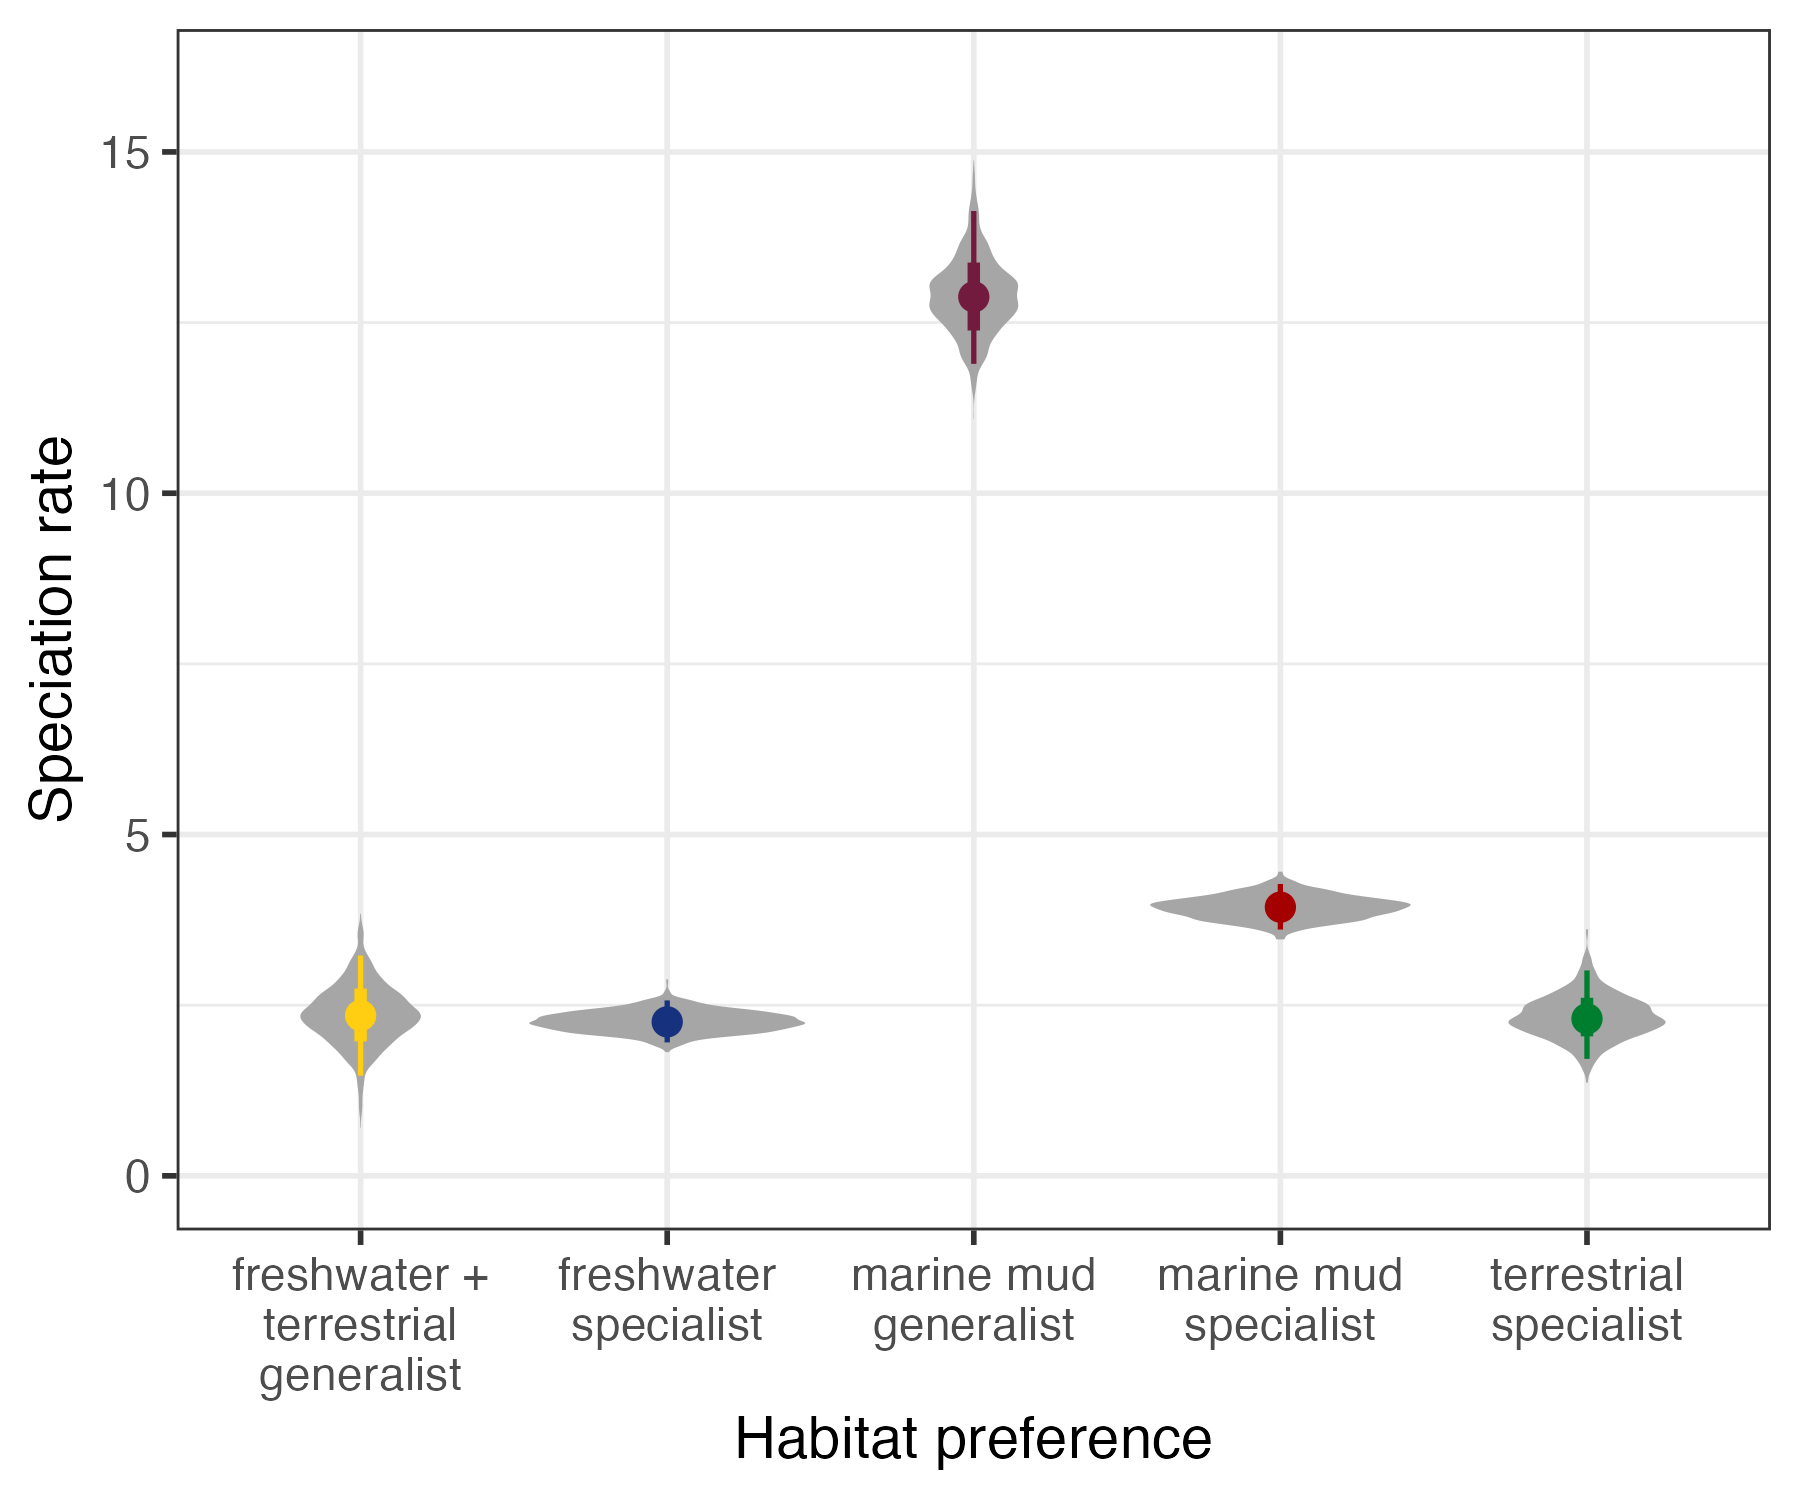 Speciation rate
15
10
5
0
freshwater +
terrestrial
generalist
freshwater
specialist
marine mud
generalist
marine mud
specialist
terrestrial
specialist
Habitat preference